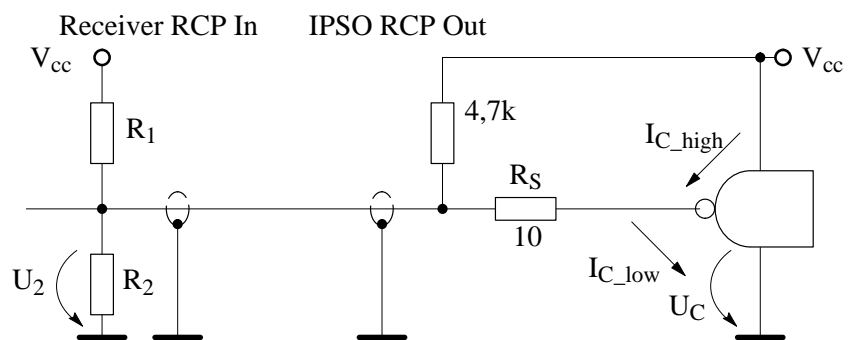 Receiver RCP In
IPSO RCP Out
Vcc
Vcc
R1
4,7k
IC_high
RS
10
IC_low
U2
R2
UC